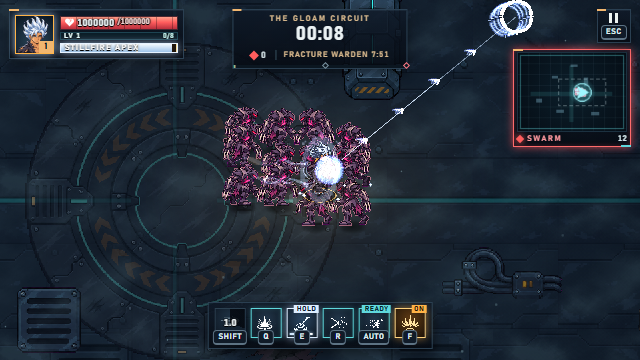 1000000 / 1000000
LV 1 0/8
1
STILLFIRE APEX
THE GLOAM CIRCUIT
00:08
0 FRACTURE WARDEN 7:51
ESC
SWARM 12
HOLD READY ON
1.0
SHIFT Q E R AUTO F